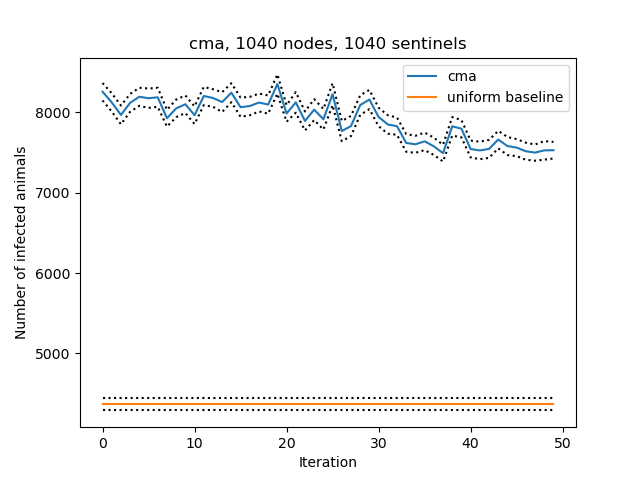 cma, 1040 nodes, 1040 sentinels
cma
uniform baseline
Number of infected animals
8000
7000
6000
5000
0 10 20 30 40 50
Iteration